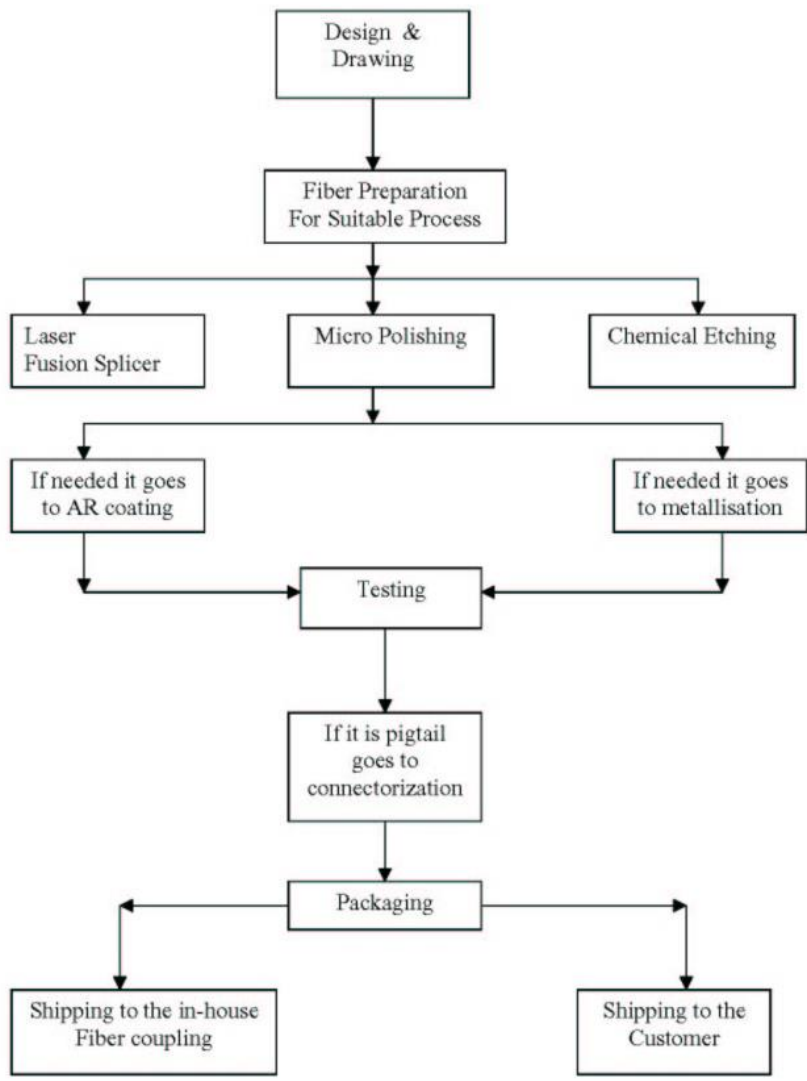 Design &
Drawing
Fiber Preparation
For Suitable Process
Laser
Fusion Splicer
Micro Polishing
Chemical Etching
If needed it goes
to AR coating
If needed it goes
to metallisation
Testing
If it is pigtail
goes to
connectorization
Packaging
Shipping to the in-house
Fiber coupling
Shipping to the
Customer